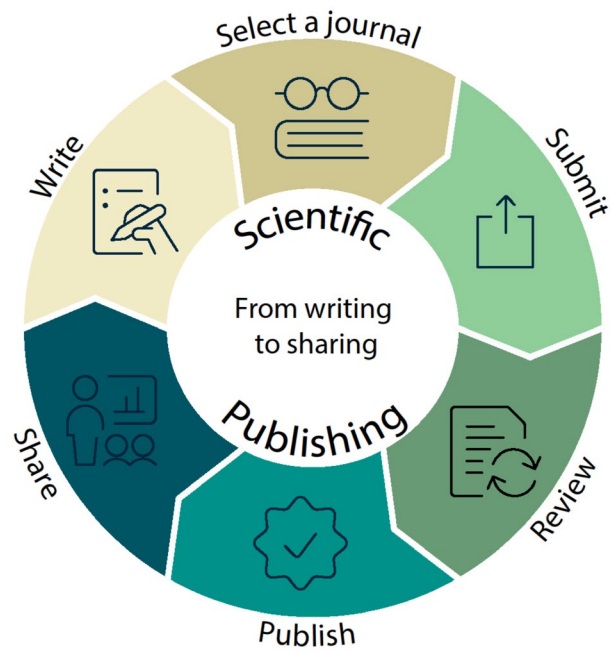 Select a journal
Submit
Review
Publish
Share
Write
Scientific
From writing
to sharing
Publishing